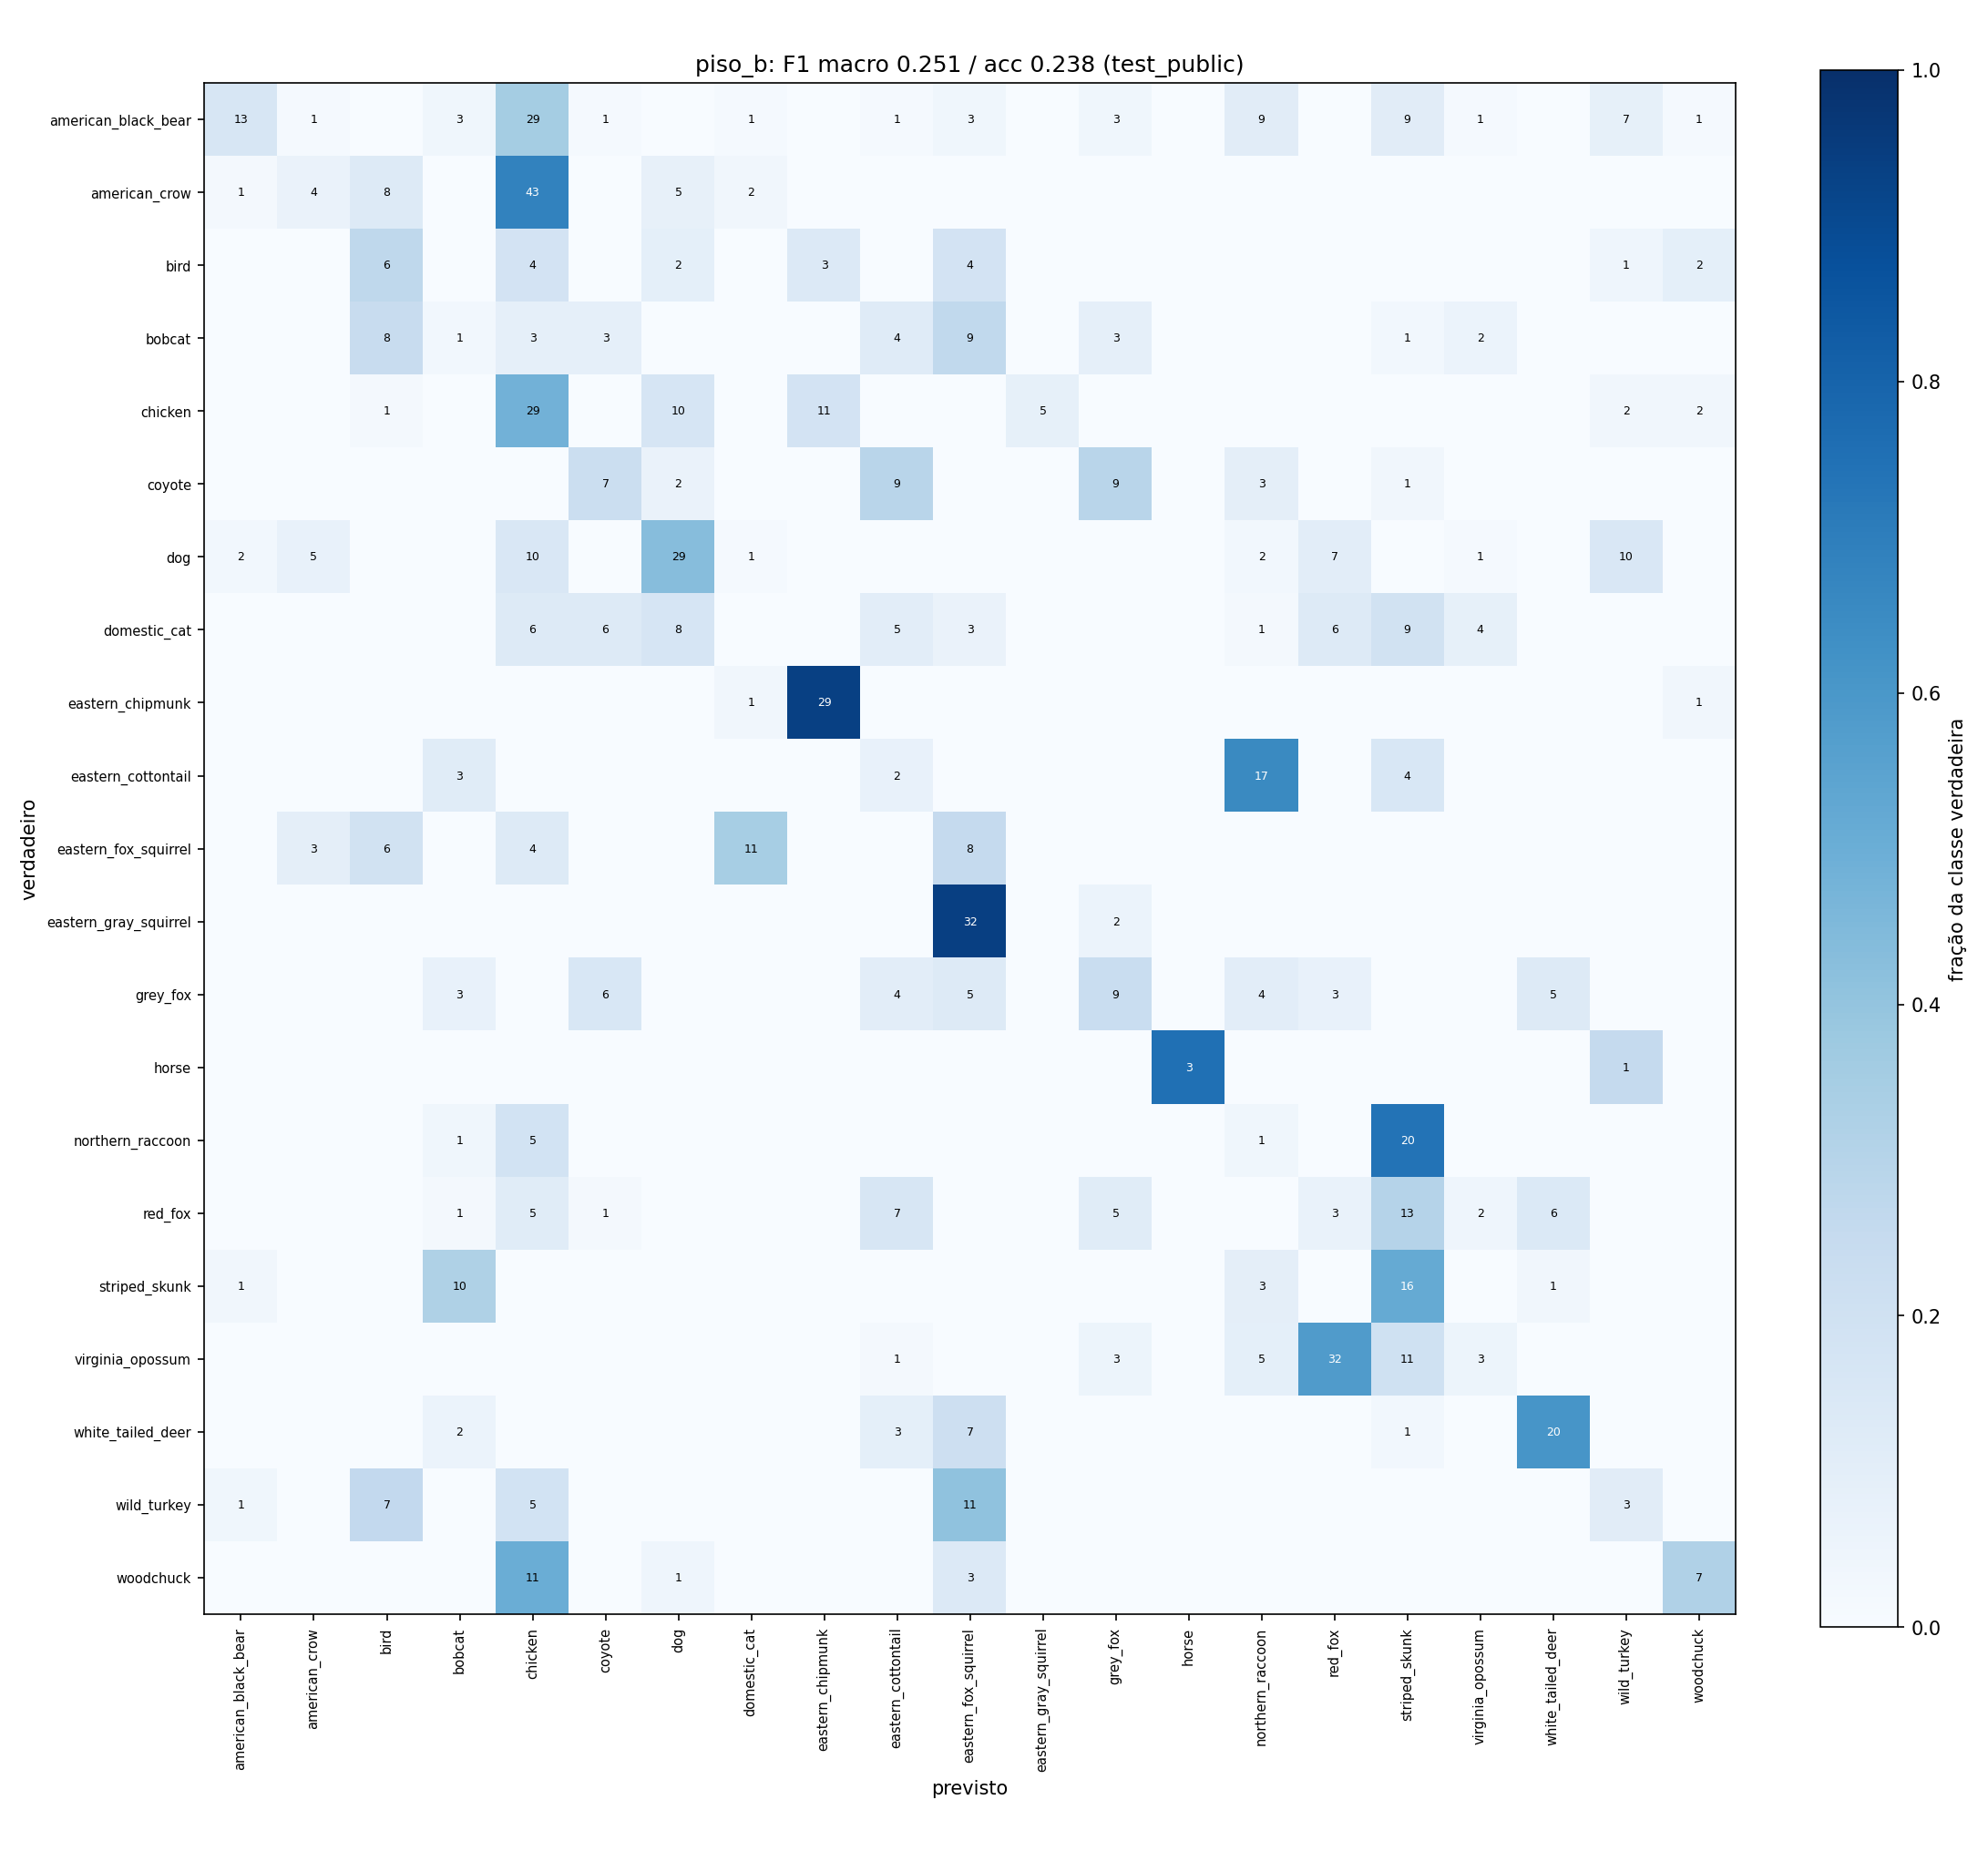 piso_b: F1 macro 0.251 / acc 0.238 (test_public)
american_black_bear 13 1 3 29 1 1 1 3 3 9 9 1 7 1
american_crow 1 4 8 43 5 2
bird 6 4 2 3 4 1 2
bobcat 8 1 3 3 4 9 3 1 2
chicken 1 29 10 11 5 2 2
coyote 7 2 9 9 3 1
dog 2 5 10 29 1 2 7 1 10
domestic_cat 6 6 8 5 3 1 6 9 4
eastern_chipmunk 1 29 1
eastern_cottontail 3 2 17 4
eastern_fox_squirrel 3 6 4 11 8
eastern_gray_squirrel 32 2
grey_fox 3 6 4 5 9 4 3 5
horse 3 1
northern_raccoon 1 5 1 20
red_fox 1 5 1 7 5 3 13 2 6
striped_skunk 1 10 3 16 1
virginia_opossum 1 3 5 32 11 3
white_tailed_deer 2 3 7 1 20
wild_turkey 1 7 5 11 3
woodchuck 11 1 3 7
verdadeiro
american_black_bear
american_crow
bird
bobcat
chicken
coyote
dog
domestic_cat
eastern_chipmunk
eastern_cottontail
eastern_fox_squirrel
eastern_gray_squirrel
grey_fox
horse
northern_raccoon
red_fox
striped_skunk
virginia_opossum
white_tailed_deer
wild_turkey
woodchuck
previsto
1.0
0.8
0.6
0.4
0.2
0.0
fração da classe verdadeira